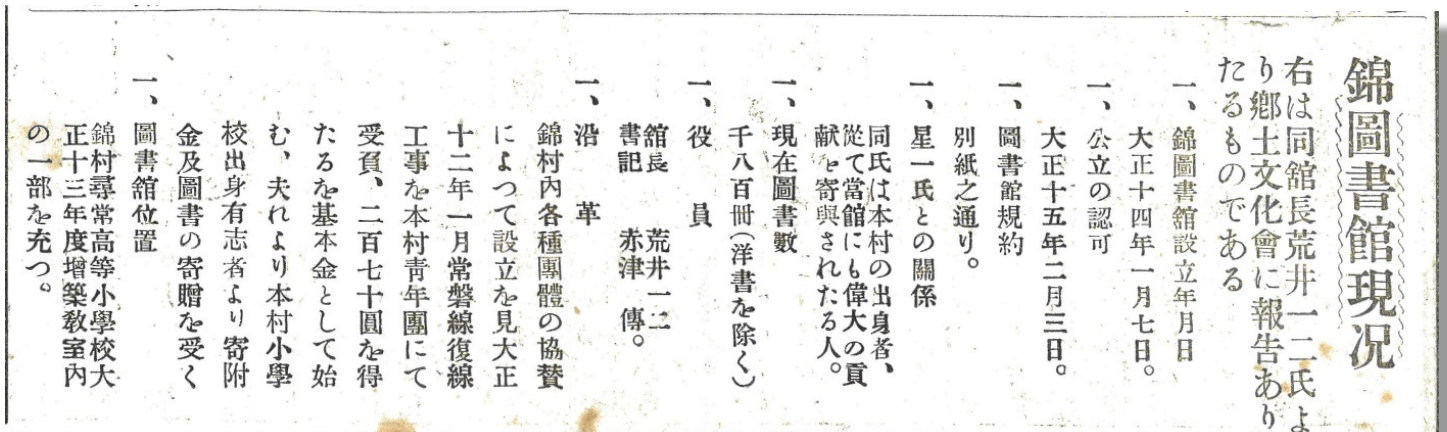 錦圖書館現況
右は同舘長荒井一二氏よ
り鄕土文化會に報告あり
たるものである
一、錦圖書舘設立年月日
大正十四年一月七日。
一、公立の認可
大正十五年二月三日。
一、圖書館規約
別紙之通り。
一、星一氏との關係
同氏は本村の出身者、
從て當館にも偉大の貢
献を寄與されたる人。
一、現在圖書數
千八百冊(洋書を除く)
一、役員
舘長 荒井一二
書記 赤津傳。
一、沿革
錦村內各種團體の協賛
によつて設立を見大正
十二年一月常磐線復線
工事を本村靑年團にて
受負、二百七十圓を得
たるを基本金として始
む、夫れより本村小學
校出身有志者より寄附
金及圖書の寄贈を受く
一、圖書舘位置
錦村尋常高等小學校大
正十三年度增築敎室內
の一部を充つ。